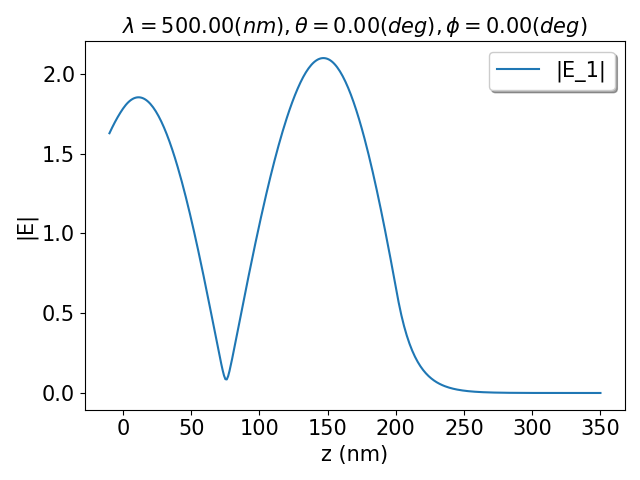 λ = 500.00(nm), θ = 0.00(deg), ϕ = 0.00(deg)
|E_1|
2.0
1.5
1.0
0.5
0.0
|E|
0 50 100 150 200 250 300 350
z (nm)